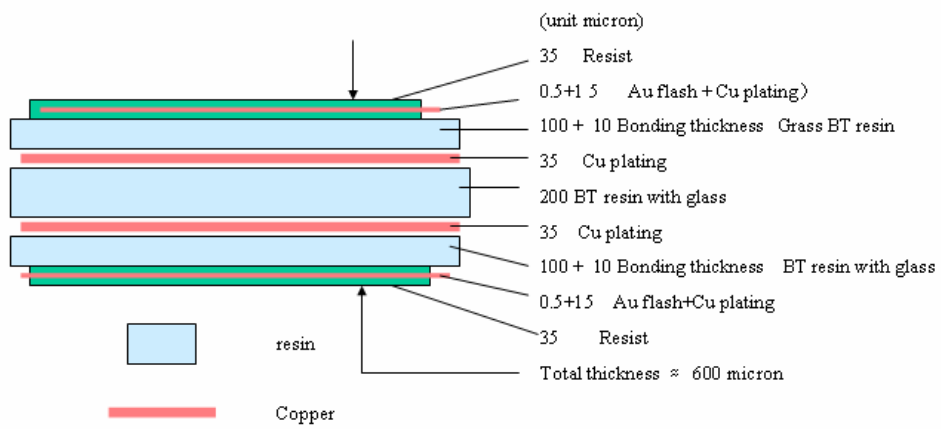 (unit micron)
35 Resist
0.5+1 5 Au flash + Cu plating）
100 + 10 Bonding thickness Grass BT resin
35 Cu plating
200 BT resin with glass
35 Cu plating
100 + 10 Bonding thickness BT resin with glass
0.5+15 Au flash+Cu plating
35 Resist
Total thickness ≈ 600 micron
resin
Copper